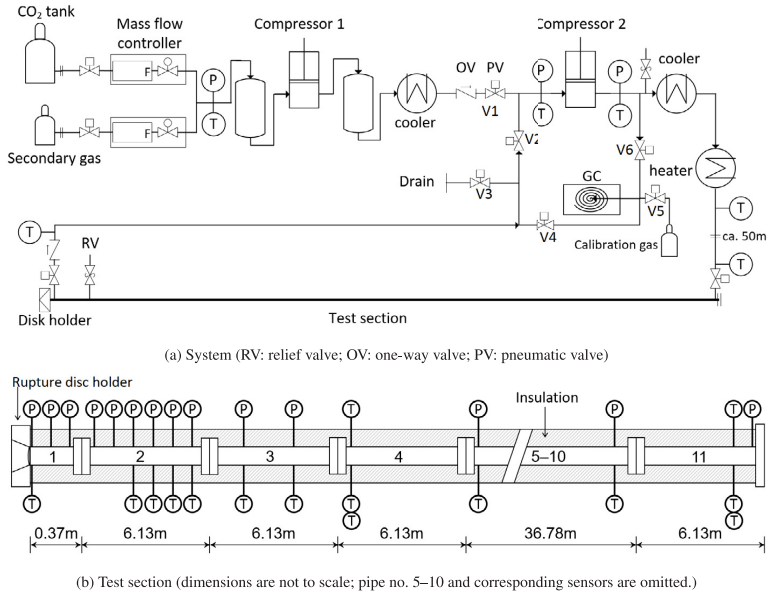 CO₂ tank
Mass flow
controller
F
Secondary gas
F
P
T
Compressor 1
cooler
OV PV
V1
Compressor 2
P
T
P
T
cooler
V2
V6
heater
GC
Drain
V3
V4
V5
Calibration gas
T
ca. 50m
T
T
RV
Disk holder
Test section
(a) System (RV: relief valve; OV: one-way valve; PV: pneumatic valve)
Rupture disc holder
Insulation
P P P P P P P P P P P T P P T P
1 2 3 4 5–10 11
T T T T T T T T T T T
T T
0.37m 6.13m 6.13m 6.13m 36.78m 6.13m
(b) Test section (dimensions are not to scale; pipe no. 5–10 and corresponding sensors are omitted.)